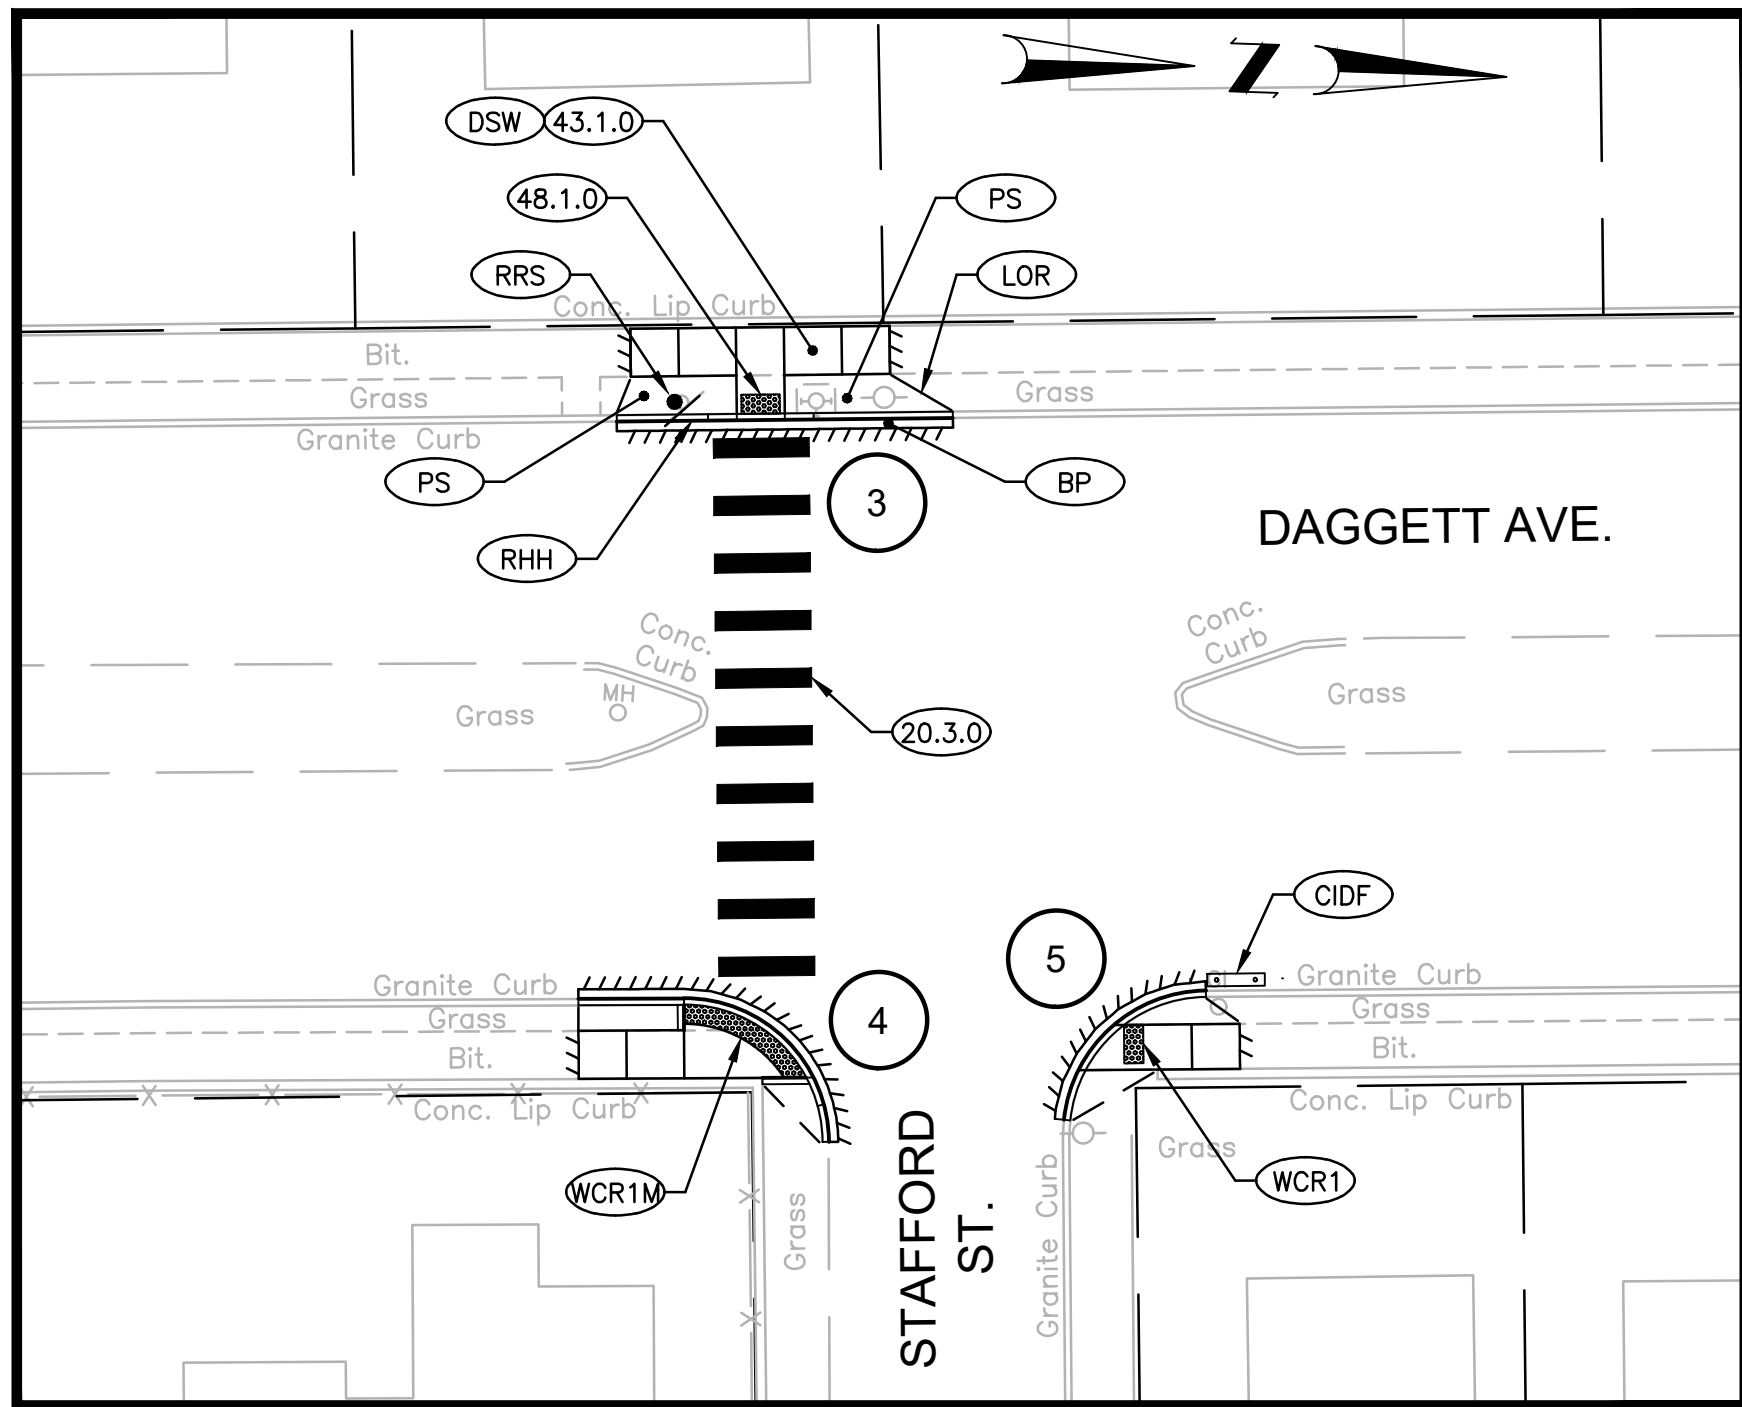 DSW 43.1.0
48.1.0
PS
RRS
LOR
Conc. Lip Curb
Bit.
Grass
Grass
Granite Curb
PS
BP
3
DAGGETT AVE.
RHH
Conc.
Curb
Conc.
Curb
MH
Grass
Grass
20.3.0
CIDF
5
Granite Curb
Granite Curb
Grass
Grass
4
Bit.
Bit.
Conc. Lip Curb
Conc. Lip Curb
Grass
WCR1M
WCR1
Grass
STAFFORD
ST.
Granite Curb